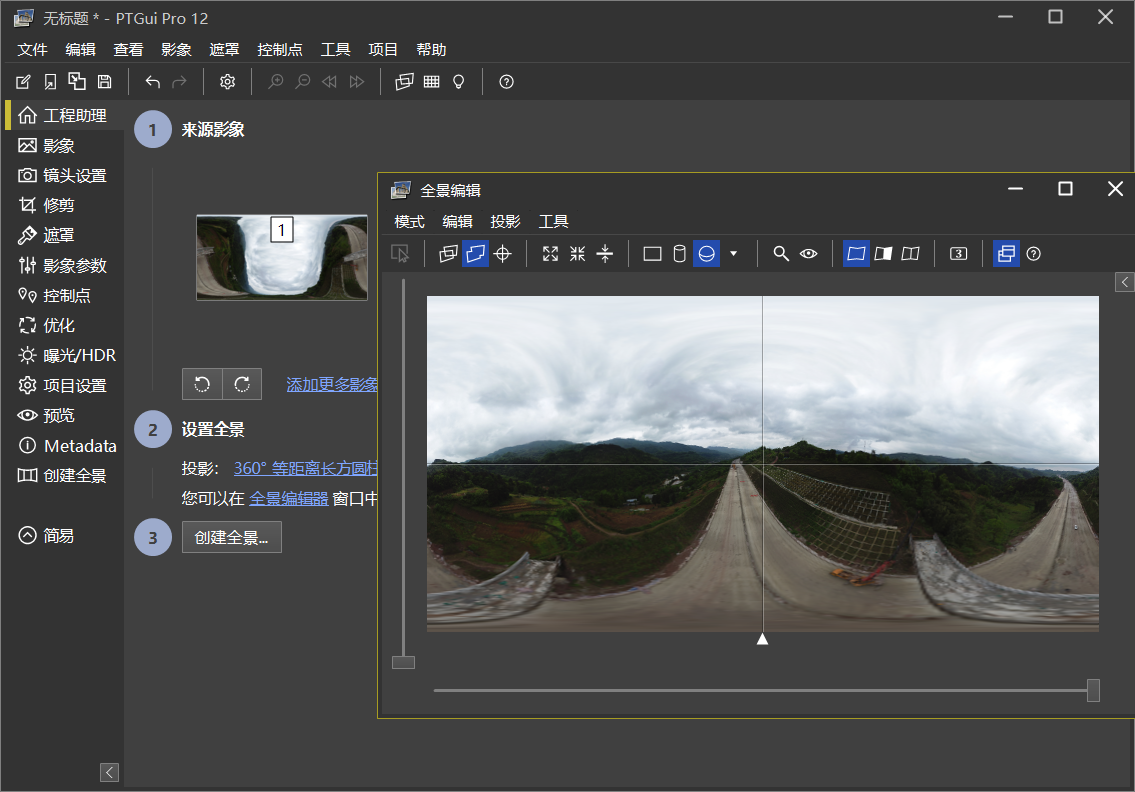 无标题 * - PTGui Pro 12
文件 编辑 查看 影象 遮罩 控制点 工具 项目 帮助
工程助理
影象
镜头设置
修剪
遮罩
影象参数
控制点
优化
曝光/HDR
项目设置
预览
Metadata
创建全景
简易
1 来源影象
1
添加更多影象
2 设置全景
投影： 360° 等距离长方圆柱
您可以在 全景编辑器 窗口中
3 创建全景...
全景编辑
模式 编辑 投影 工具
3